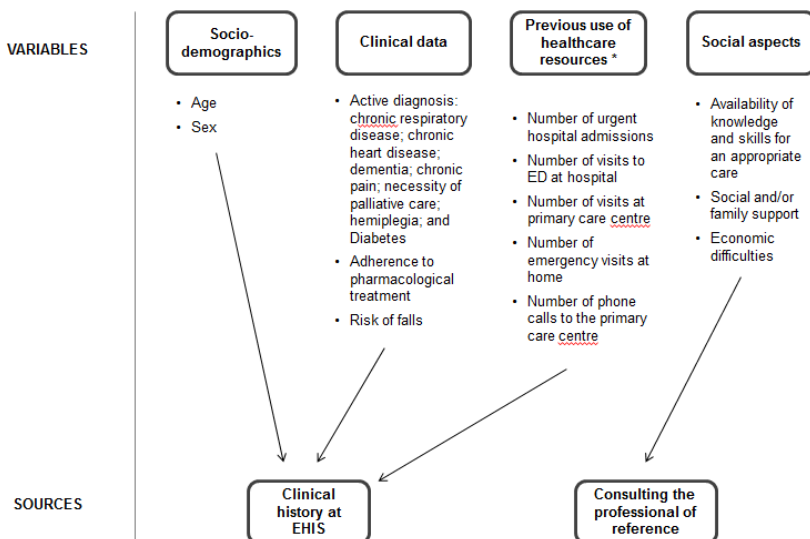 VARIABLES
Socio-
demographics
• Age
• Sex
Clinical data
• Active diagnosis:
chronic respiratory
disease; chronic
heart disease;
dementia; chronic
pain; necessity of
palliative care;
hemiplegia; and
Diabetes
• Adherence to
pharmacological
treatment
• Risk of falls
Previous use of
healthcare
resources *
• Number of urgent
hospital admissions
• Number of visits to
ED at hospital
• Number of visits at
primary care centre
• Number of
emergency visits at
home
• Number of phone
calls to the primary
care centre
Social aspects
• Availability of
knowledge
and skills for
an appropriate
care
• Social and/or
family support
• Economic
difficulties
SOURCES
Clinical
history at
EHIS
Consulting the
professional of
reference